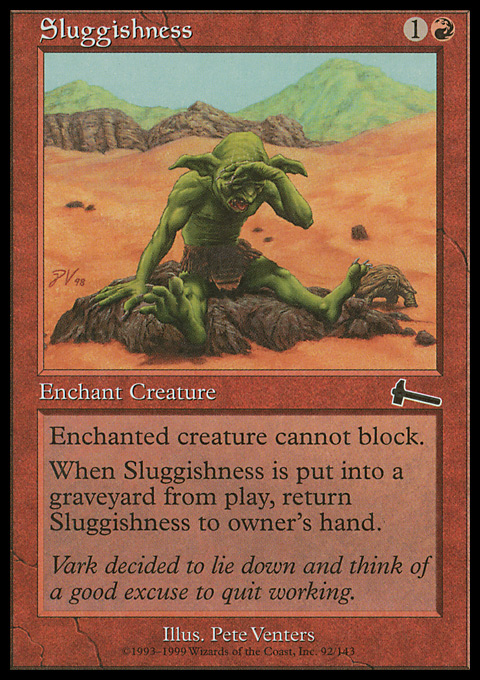 Sluggishness 1
PV 98
Enchant Creature
Enchanted creature cannot block.
When Sluggishness is put into a
graveyard from play, return
Sluggishness to owner's hand.
Vark decided to lie down and think of
a good excuse to quit working.
Illus. Pete Venters
©1993–1999 Wizards of the Coast, Inc. 92/143